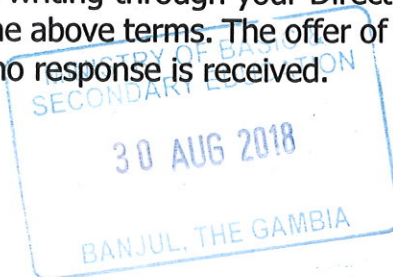 writing through your Direct
e above terms. The offer of
no response is received.
MINISTRY OF BASIC &
SECONDARY EDUCATION
30 AUG 2018
BANJUL, THE GAMBIA